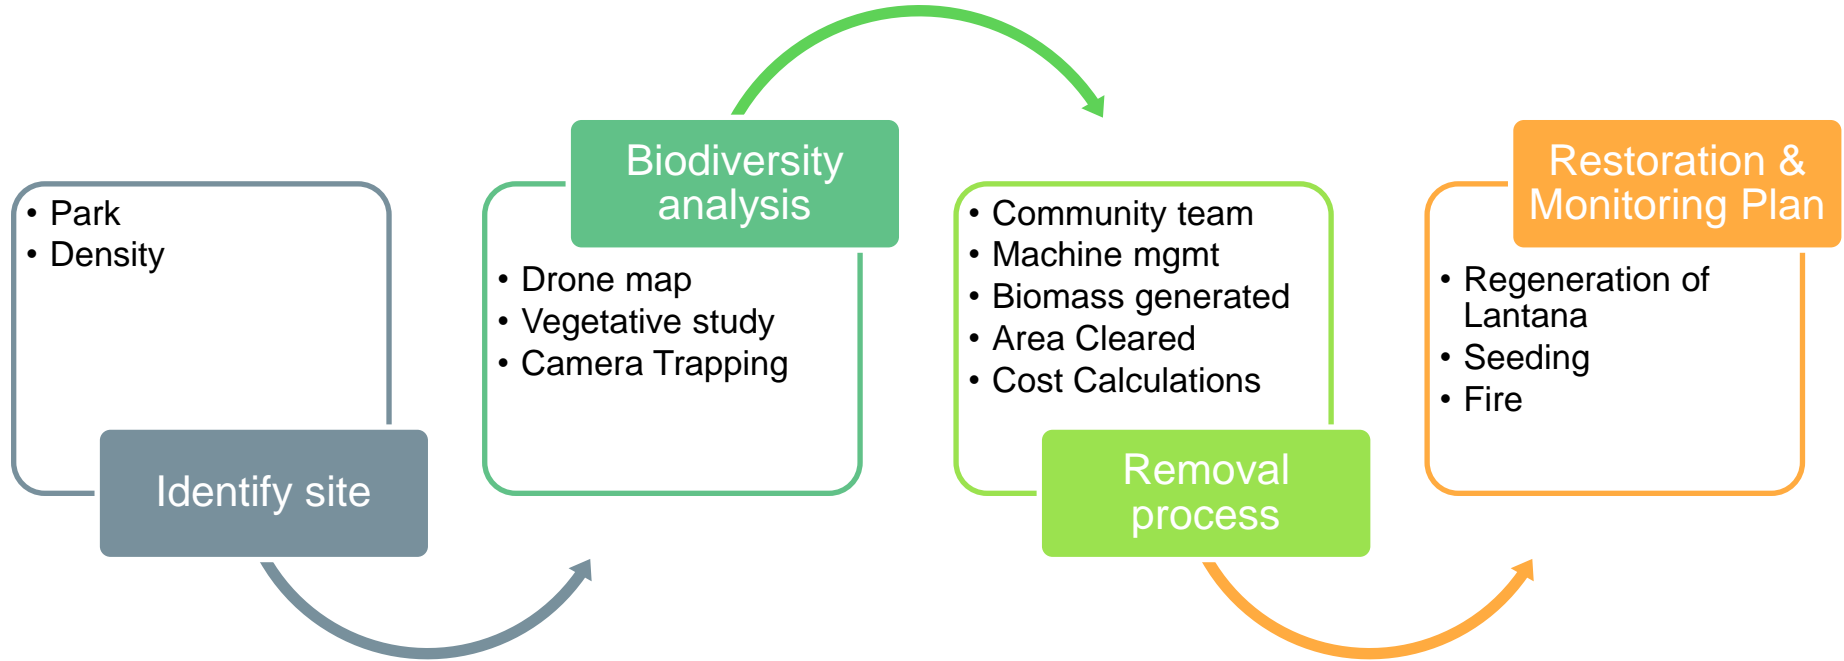 • Park
• Density
Identify site
Biodiversity
analysis
• Drone map
• Vegetative study
• Camera Trapping
• Community team
• Machine mgmt
• Biomass generated
• Area Cleared
• Cost Calculations
Removal
process
Restoration &
Monitoring Plan
• Regeneration of
Lantana
• Seeding
• Fire